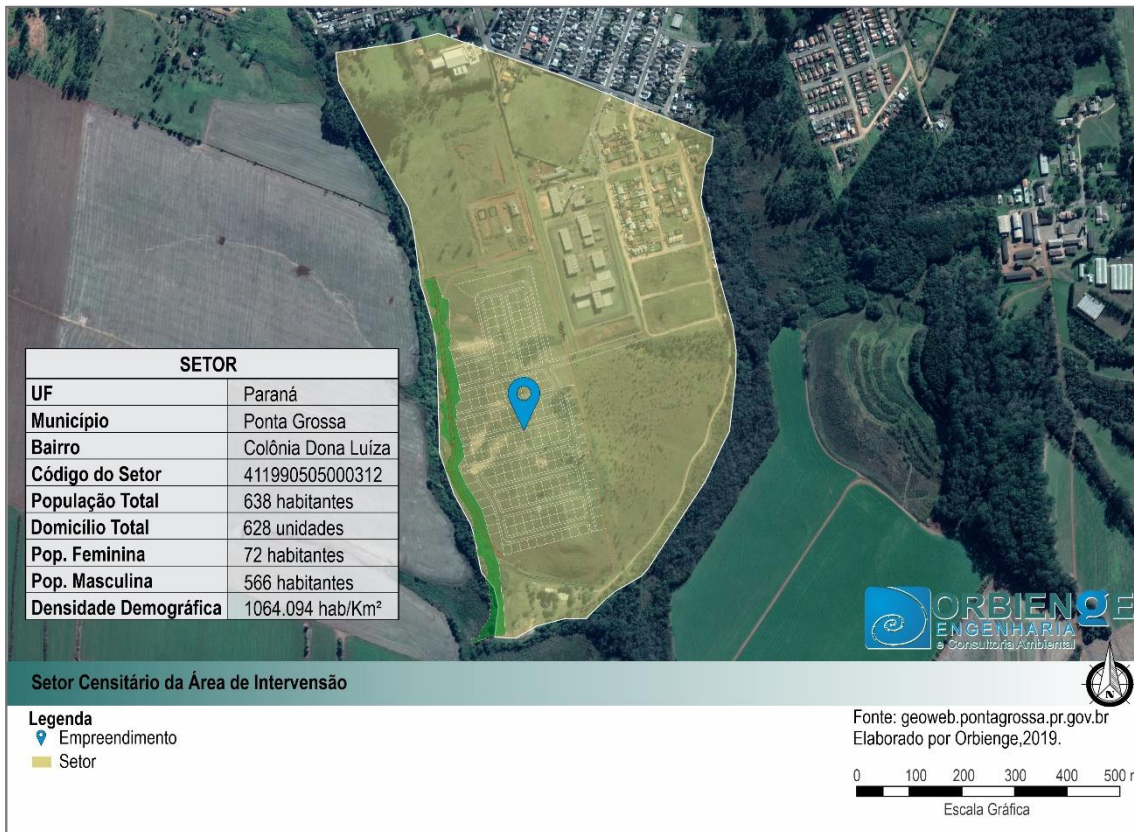 SETOR
UF Paraná
Município Ponta Grossa
Bairro Colônia Dona Luíza
Código do Setor 411990505000312
População Total 638 habitantes
Domicílio Total 628 unidades
Pop. Feminina 72 habitantes
Pop. Masculina 566 habitantes
Densidade Demográfica 1064.094 hab/Km²
ORBIENGE
ENGENHARIA
e Consultoria Ambiental
Setor Censitário da Área de Intervensão
N
Legenda
Empreendimento
Setor
Fonte: geoweb.pontagrossa.pr.gov.br
Elaborado por Orbienge,2019.
0 100 200 300 400 500 m
Escala Gráfica